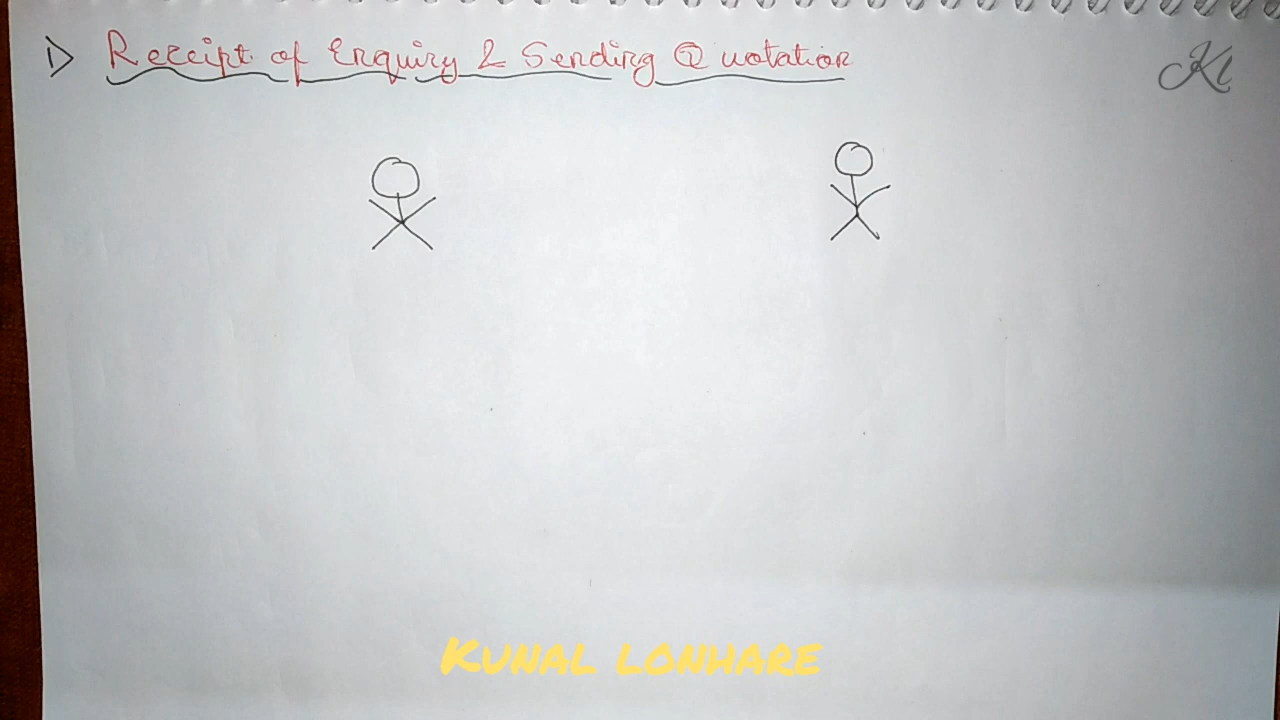 1) Receipt of Enquiry & Sending Quotation
Kl
KUNAL LONHARE